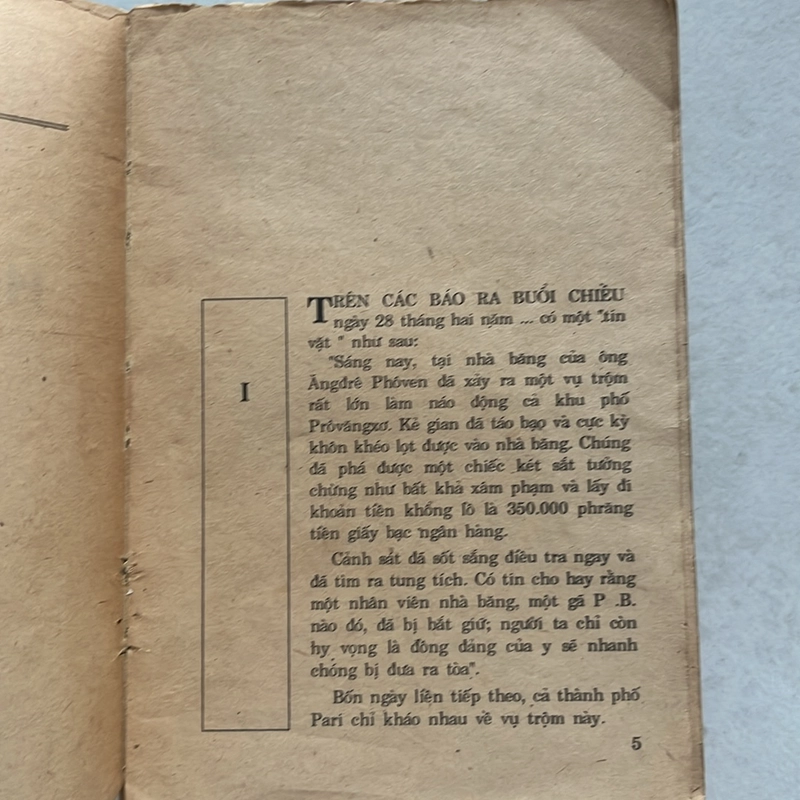 I
TRÊN CÁC BÁO RA BUỔI CHIỀU
ngày 28 tháng hai năm ... có một "tin
vặt " như sau:
"Sáng nay, tại nhà băng của ông
Ăngđrê Phôven đã xảy ra một vụ trộm
rất lớn làm náo động cả khu phố
Prôvăngxơ. Kẻ gian đã táo bạo và cực kỳ
khôn khéo lọt được vào nhà băng. Chúng
đã phá được một chiếc két sắt tưởng
chừng như bất khả xâm phạm và lấy đi
khoản tiền khổng lồ là 350.000 phrăng
tiền giấy bạc ngân hàng.
Cảnh sát đã sốt sắng điều tra ngay và
đã tìm ra tung tích. Có tin cho hay rằng
một nhân viên nhà băng, một gã P .B.
nào đó, đã bị bắt giữ; người ta chỉ còn
hy vọng là đồng đảng của y sẽ nhanh
chóng bị đưa ra tòa".
Bốn ngày liên tiếp theo, cả thành phố
Pari chỉ kháo nhau về vụ trộm này.
5